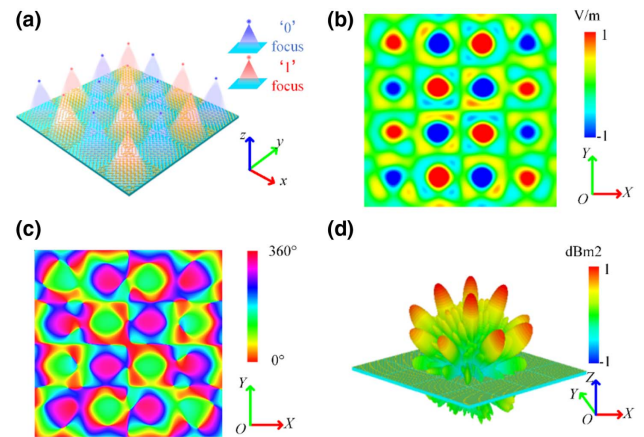 (a)
‘0’
focus
‘1’
focus
z
y
x
(b)
V/m
1
-1
Y
O
X
(c)
360°
0°
Y
O
X
(d)
dBm2
1
-1
Z
Y
O
X